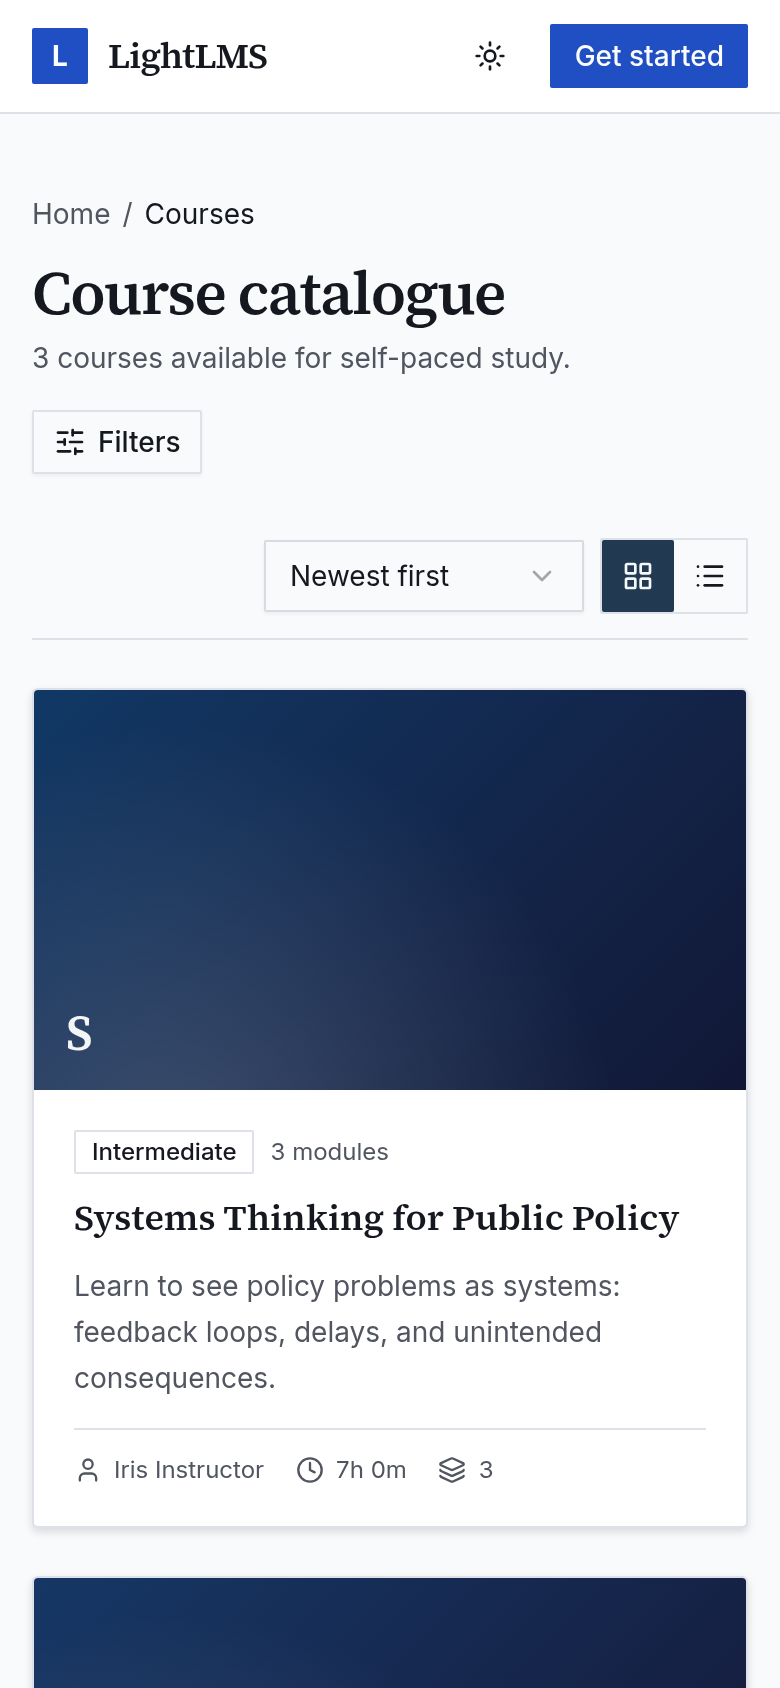 L LightLMS Get started
Home / Courses
Course catalogue
3 courses available for self-paced study.
Filters
Newest first
S
Intermediate 3 modules
Systems Thinking for Public Policy
Learn to see policy problems as systems:
feedback loops, delays, and unintended
consequences.
Iris Instructor 7h 0m 3